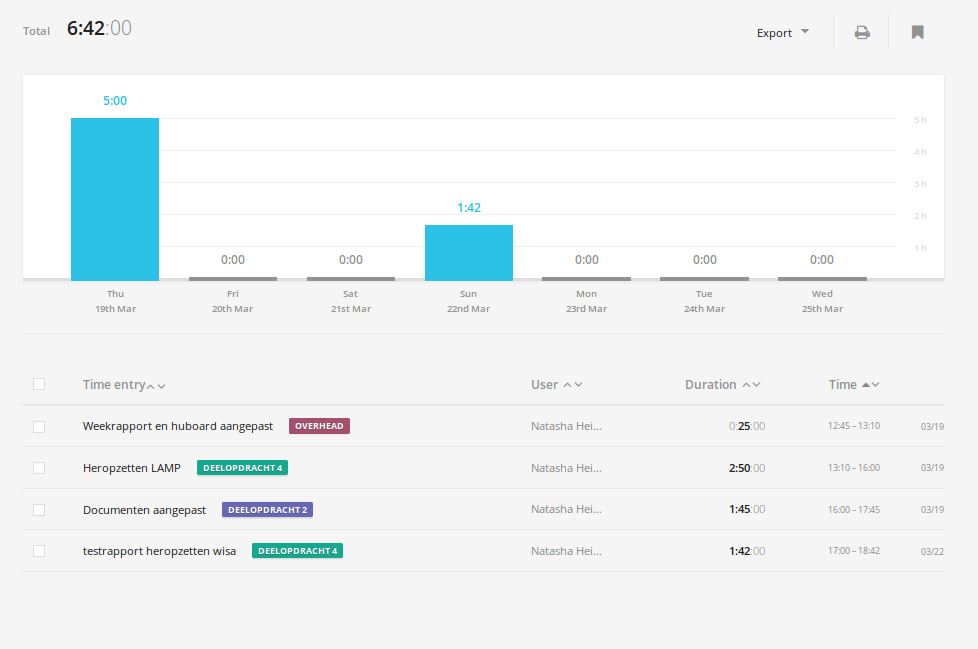 Total 6:42:00
Export
5:00
5 h
4 h
3 h
1:42
2 h
1 h
0:00 0:00 0:00 0:00 0:00
Thu Fri Sat Sun Mon Tue Wed
19th Mar 20th Mar 21st Mar 22nd Mar 23rd Mar 24th Mar 25th Mar
Time entry User Duration Time
Weekrapport en huboard aangepast OVERHEAD Natasha Hei... 0:25:00 12:45 – 13:10 03/19
Heropzetten LAMP DEELOPDRACHT 4 Natasha Hei... 2:50:00 13:10 – 16:00 03/19
Documenten aangepast DEELOPDRACHT 2 Natasha Hei... 1:45:00 16:00 – 17:45 03/19
testrapport heropzetten wisa DEELOPDRACHT 4 Natasha Hei... 1:42:00 17:00 – 18:42 03/22